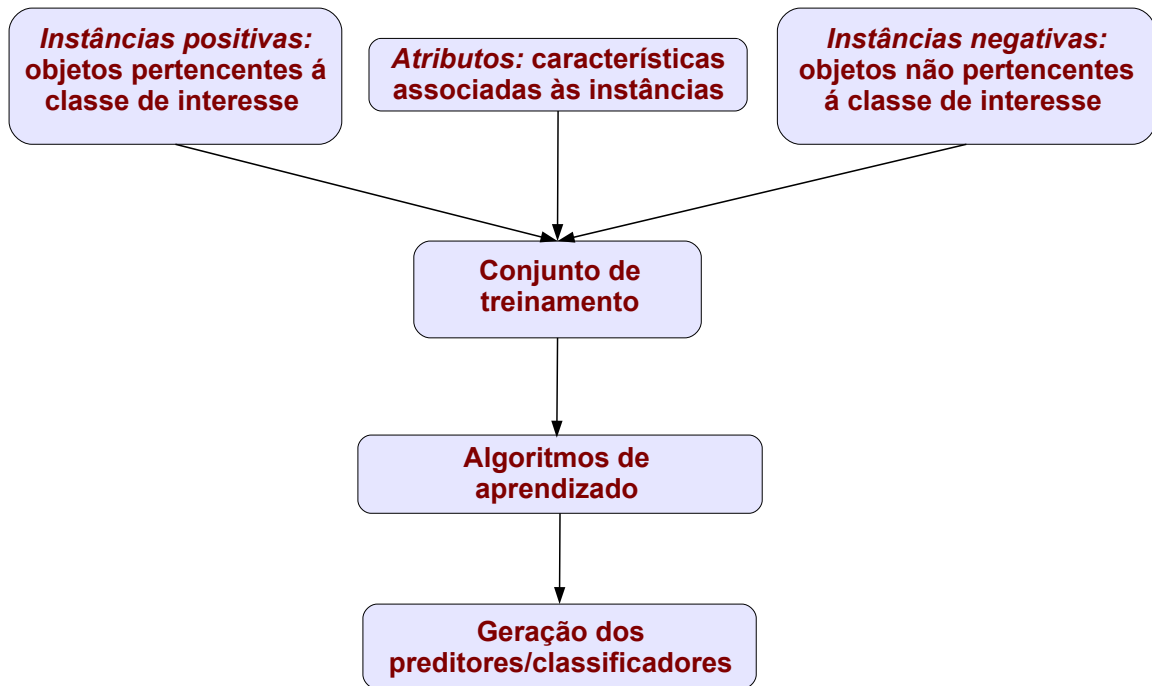 Instâncias positivas:
objetos pertencentes á
classe de interesse
Atributos: características
associadas às instâncias
Instâncias negativas:
objetos não pertencentes
á classe de interesse
Conjunto de
treinamento
Algoritmos de
aprendizado
Geração dos
preditores/classificadores